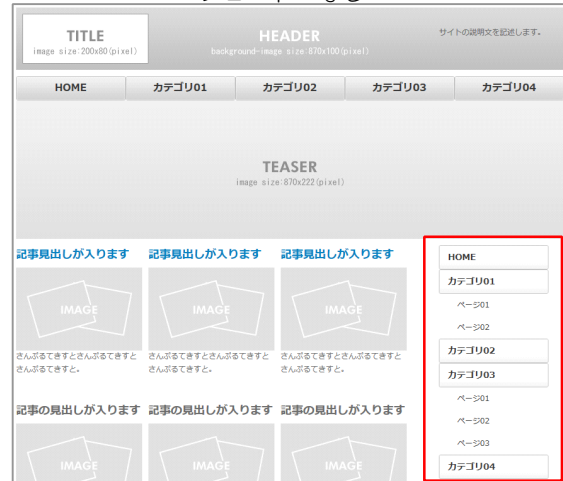 TITLE
image size:200x80(pixel)
HEADER
background-image size:870x100(pixel)
サイトの説明文を記述します。
HOME カテゴリ01 カテゴリ02 カテゴリ03 カテゴリ04
TEASER
image size:870x222(pixel)
記事見出しが入ります 記事見出しが入ります 記事見出しが入ります
IMAGE IMAGE IMAGE
さんぷるてきすとさんぷるてきすと さんぷるてきすとさんぷるてきすと さんぷるてきすとさんぷるてきすと
さんぷるてきすと。 さんぷるてきすと。 さんぷるてきすと。
記事の見出しが入ります 記事の見出しが入ります 記事の見出しが入ります
IMAGE IMAGE IMAGE
HOME
カテゴリ01
ページ01
ページ02
カテゴリ02
カテゴリ03
ページ01
ページ02
ページ03
カテゴリ04